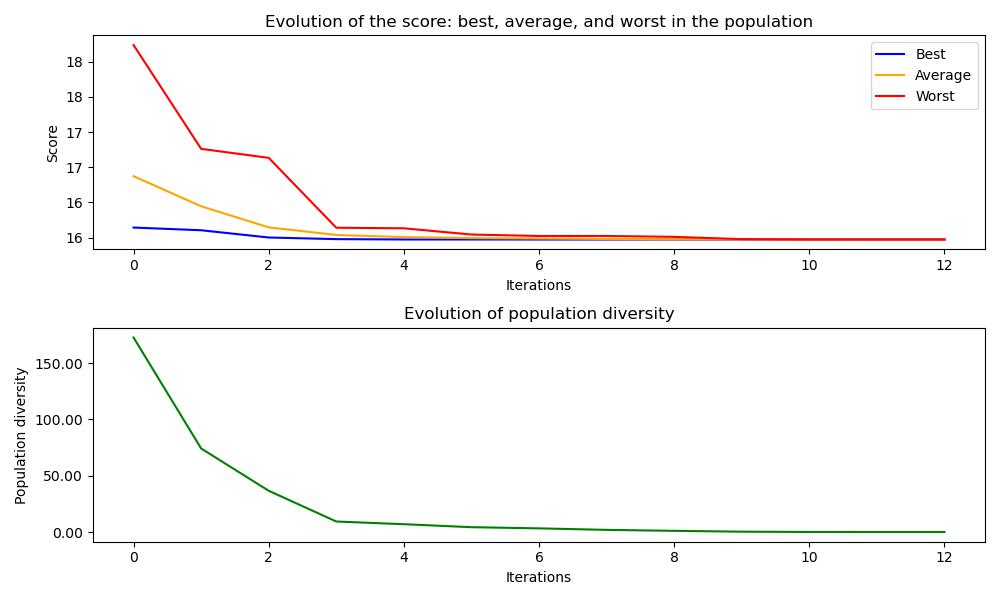 Evolution of the score: best, average, and worst in the population
18
18
17
17
16
16
Score
Best
Average
Worst
0 2 4 6 8 10 12
Iterations
Evolution of population diversity
150.00
100.00
50.00
0.00
Population diversity
0 2 4 6 8 10 12
Iterations